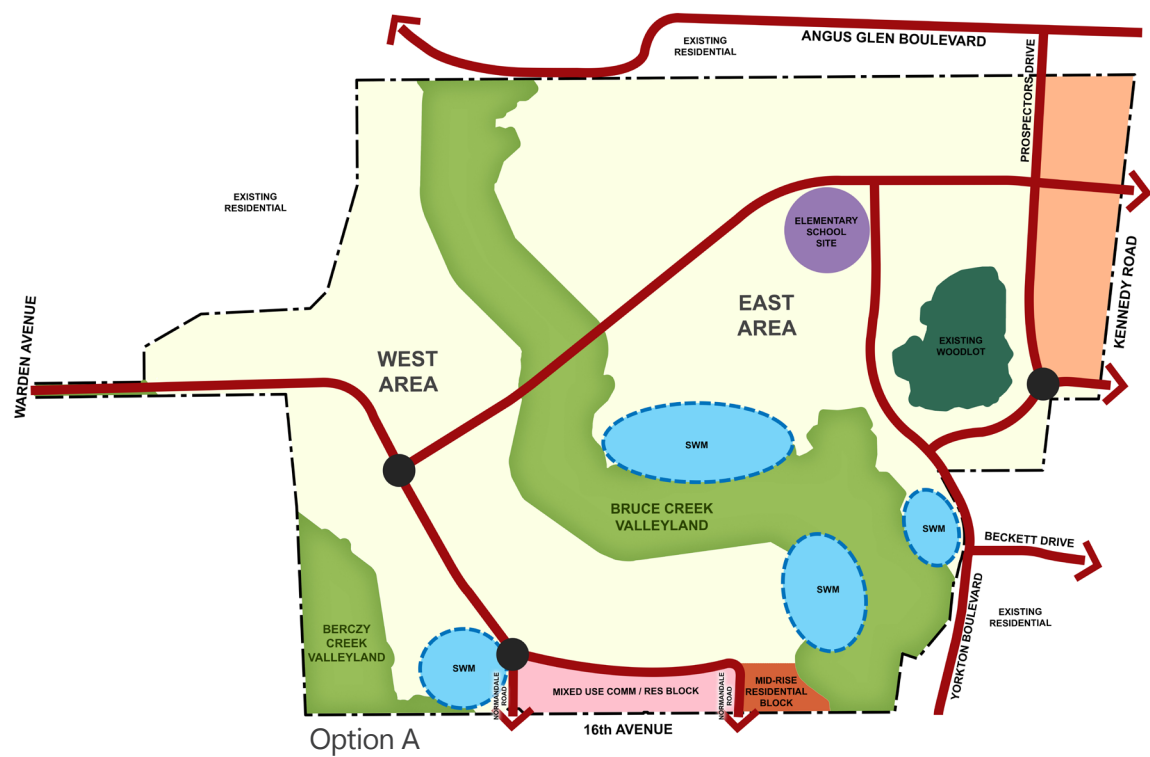 EXISTING
RESIDENTIAL
ANGUS GLEN BOULEVARD
PROSPECTORS DRIVE
EXISTING
RESIDENTIAL
ELEMENTARY
SCHOOL
SITE
KENNEDY ROAD
EAST
AREA
WARDEN AVENUE
WEST
AREA
EXISTING
WOODLOT
SWM
BRUCE CREEK
VALLEYLAND
SWM
BECKETT DRIVE
SWM
YORKTON BOULEVARD
EXISTING
RESIDENTIAL
BERCZY
CREEK
VALLEYLAND
SWM
NORMANDALE
ROAD
MIXED USE COMM / RES BLOCK
NORMANDALE
ROAD
MID-RISE
RESIDENTIAL
BLOCK
16th AVENUE
Option A